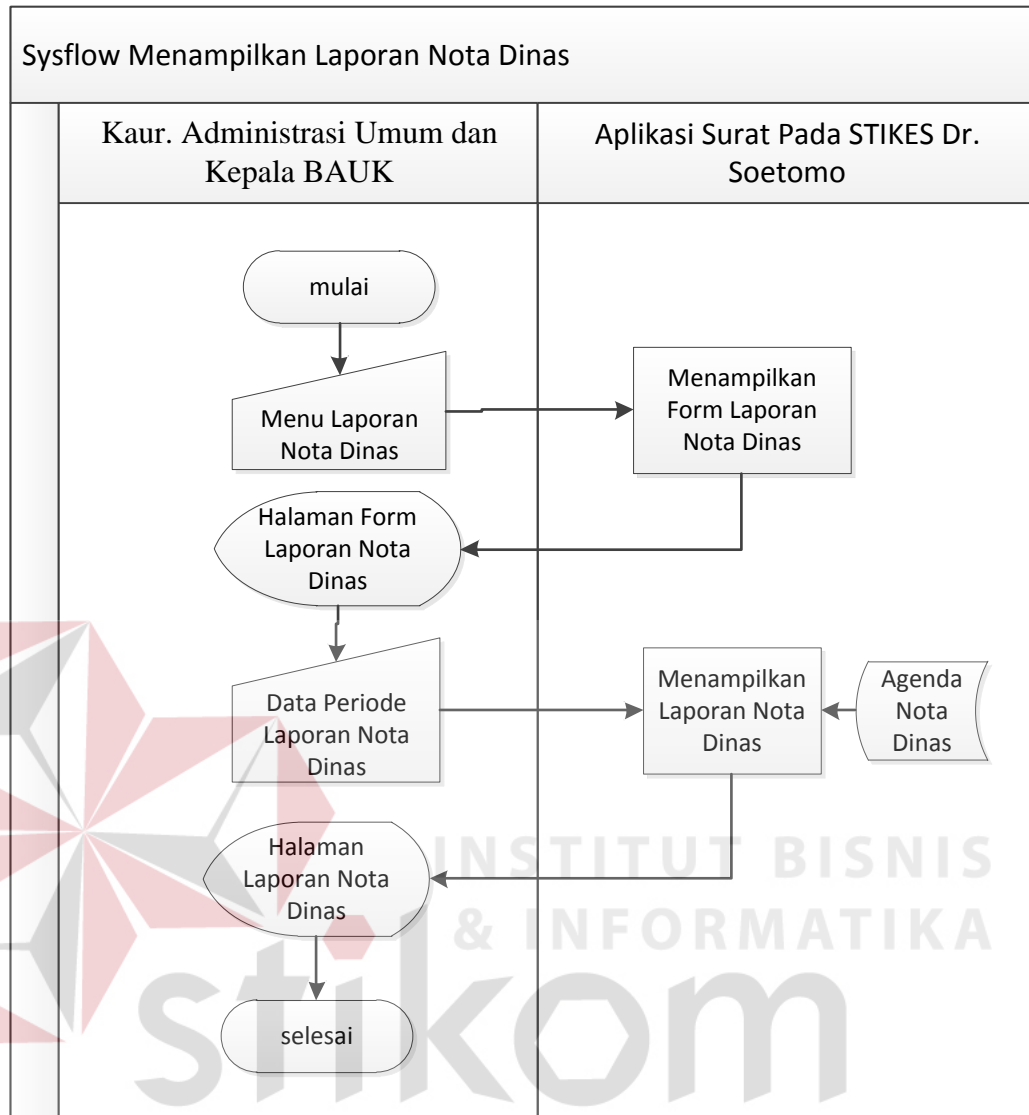 Sysflow Menampilkan Laporan Nota Dinas
Kaur. Administrasi Umum dan
Kepala BAUK
Aplikasi Surat Pada STIKES Dr.
Soetomo
mulai
Menu Laporan
Nota Dinas
Menampilkan
Form Laporan
Nota Dinas
Halaman Form
Laporan Nota
Dinas
Data Periode
Laporan Nota
Dinas
Menampilkan
Laporan Nota
Dinas
Agenda
Nota
Dinas
Halaman
Laporan Nota
Dinas
selesai
INSTITUT BISNIS
& INFORMATIKA
stikom